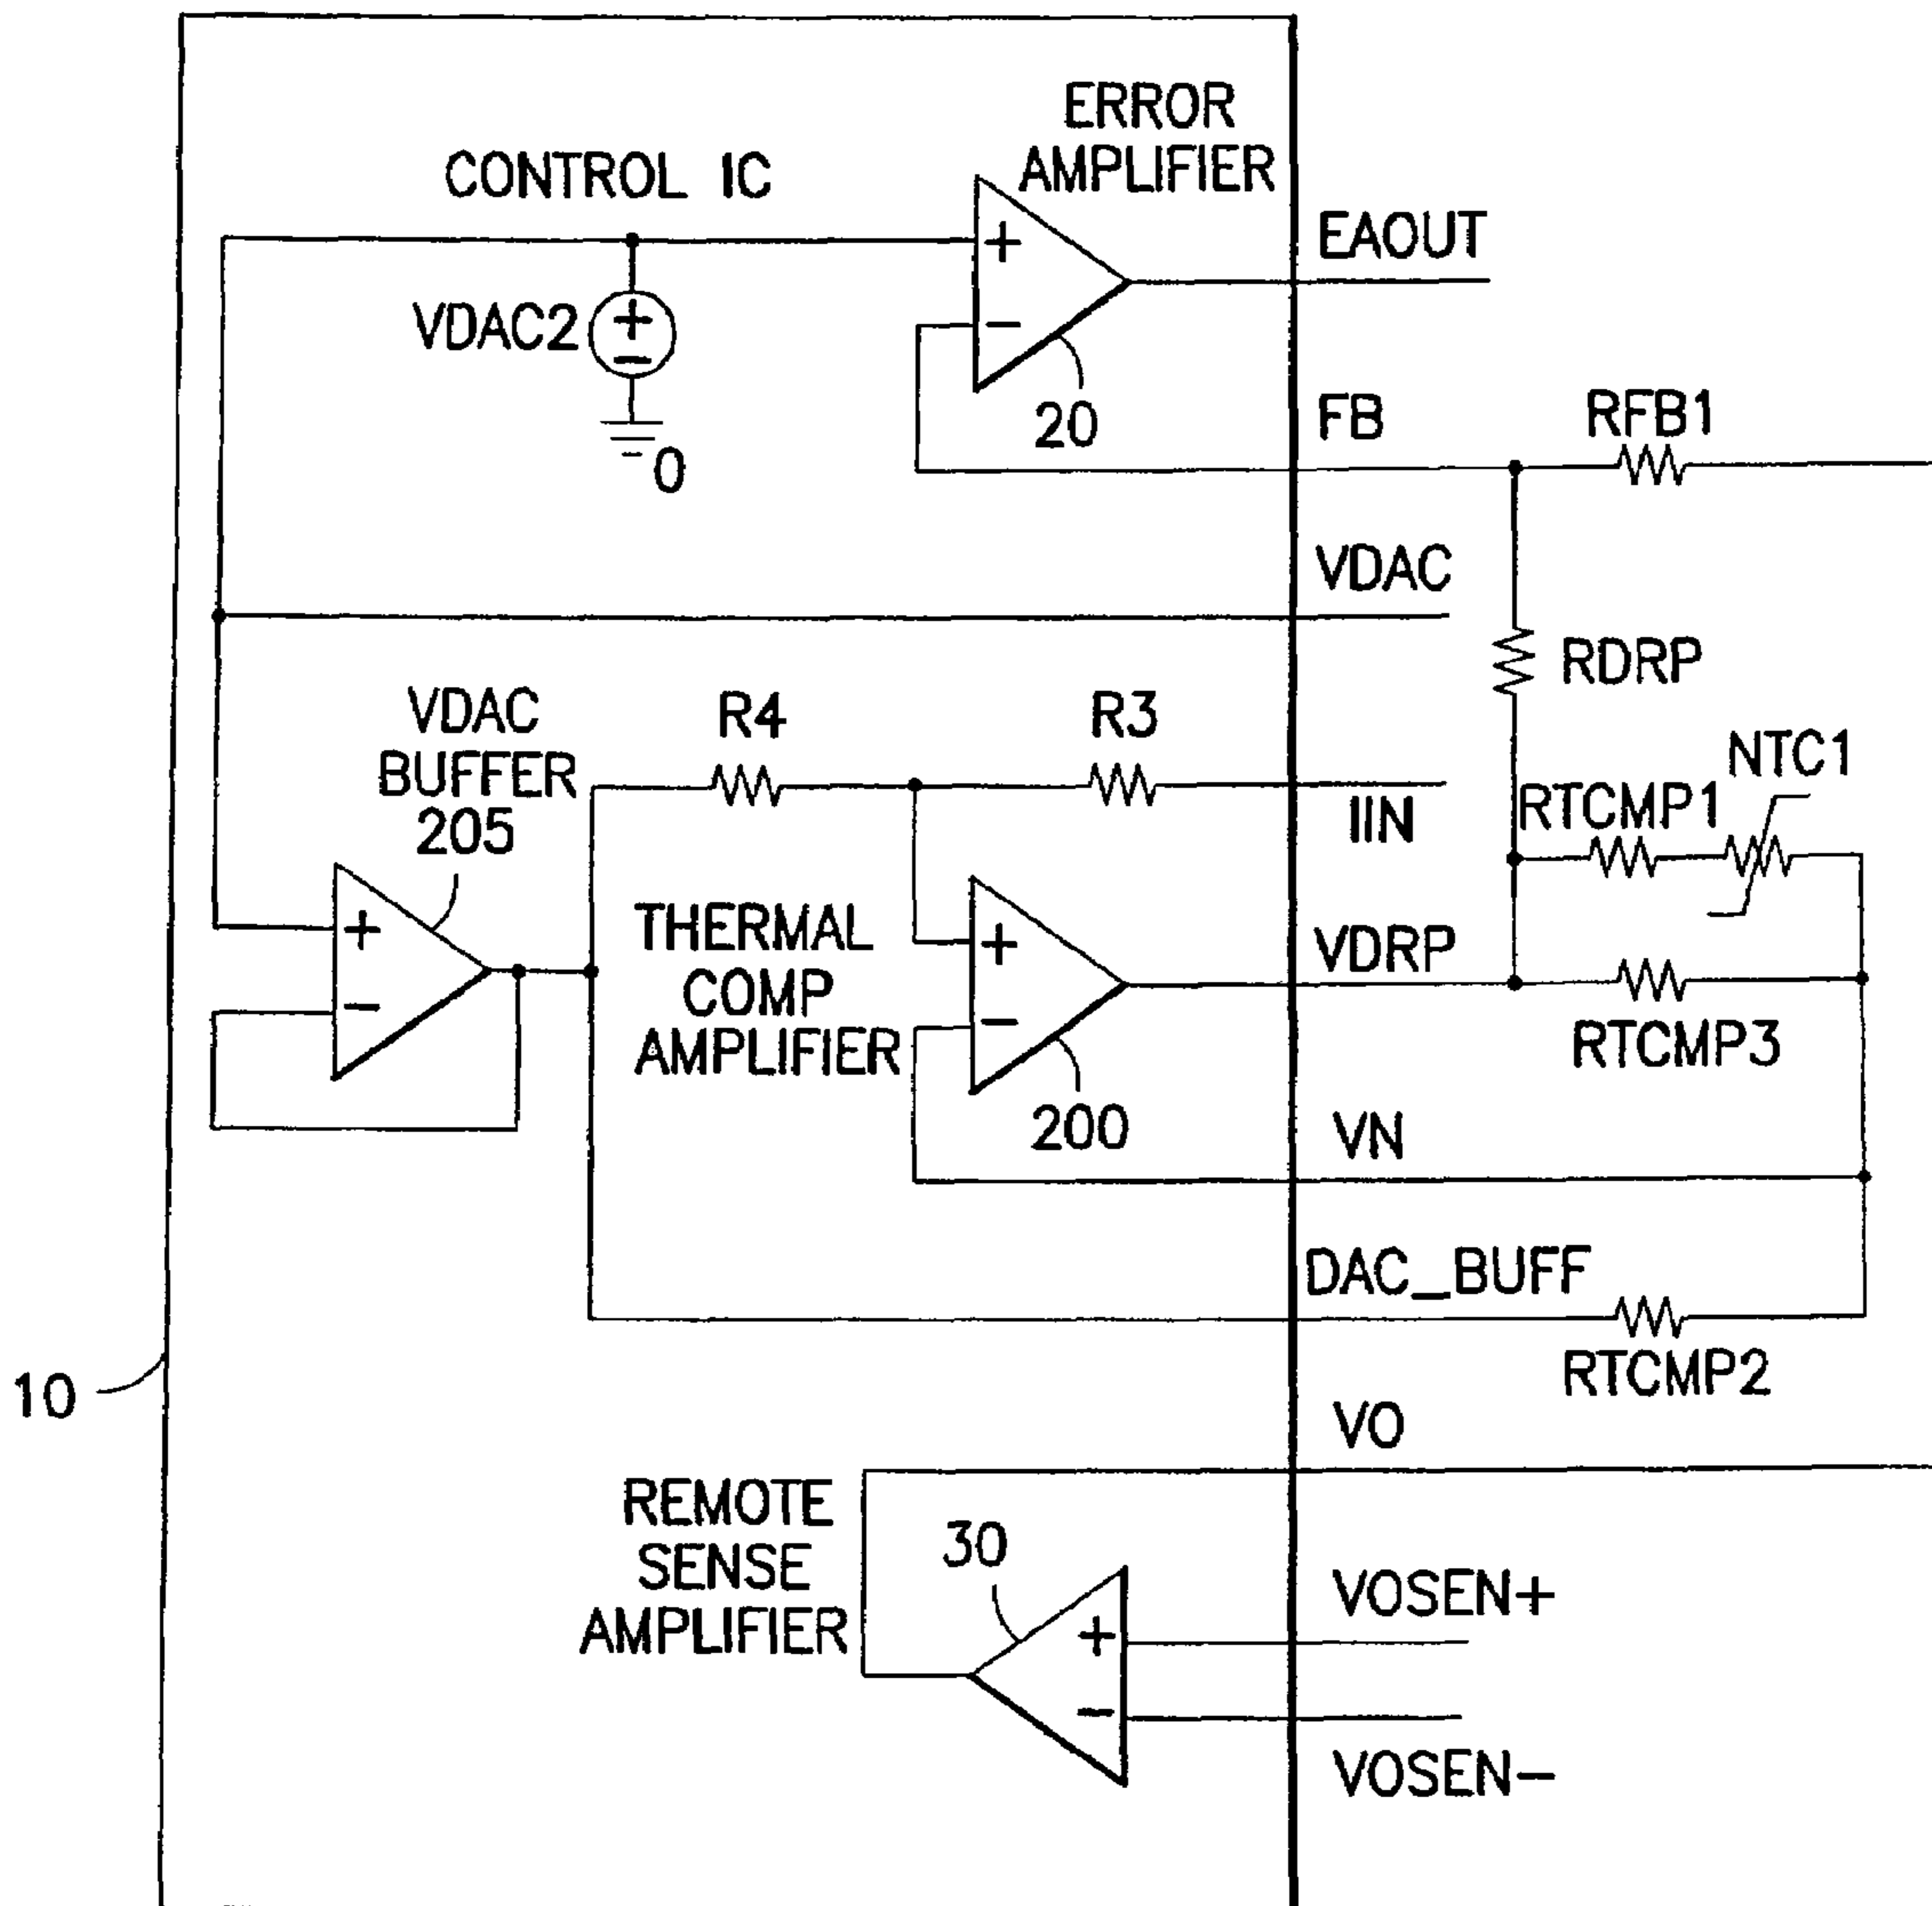 ERROR
AMPLIFIER
CONTROL IC
+
−
EAOUT
VDAC2
+
−
0
20
FB
RFB1
VDAC
RDRP
VDAC
BUFFER
205
R4
R3
IIN
NTC1
RTCMP1
+
−
THERMAL
COMP
AMPLIFIER
+
−
200
VDRP
RTCMP3
VN
DAC_BUFF
RTCMP2
10
VO
REMOTE
SENSE
AMPLIFIER
30
+
−
VOSEN+
VOSEN−